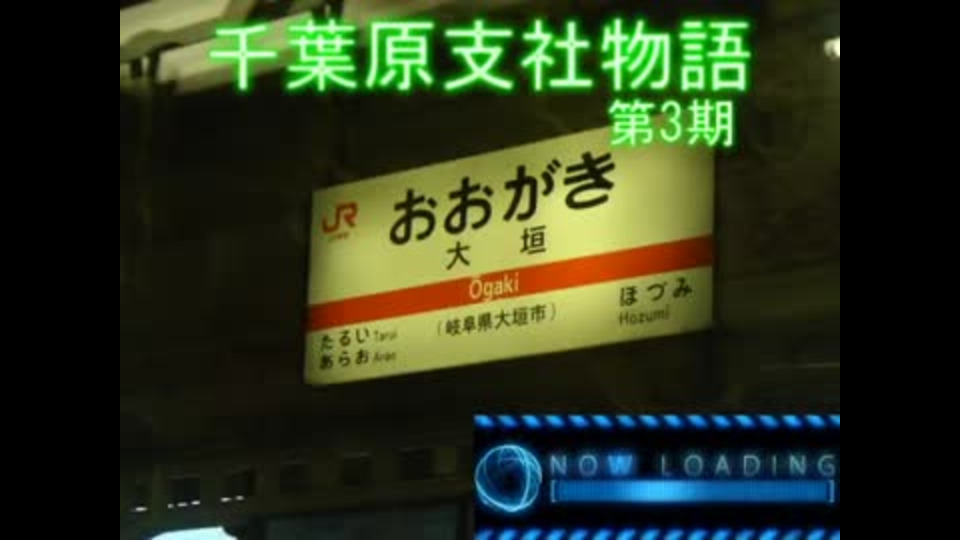 千葉原支社物語
第3期
JR
おおがき
大垣
Ōgaki
(岐阜県大垣市)
たるい Tarui
あらお Arao
ほづみ
Hozumi
NOW LOADING